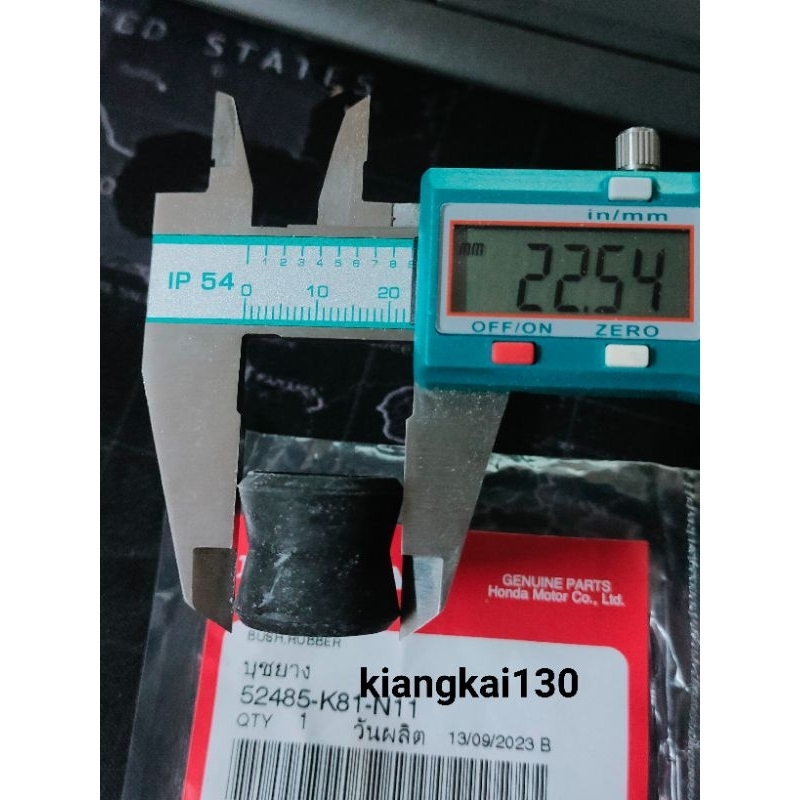 ED STATES
in/mm
mm
22.54
OFF/ON ZERO
IP 54
1 2 3 4 5 6 7 8 9
0 10 20
GENUINE PARTS
Honda Motor Co., Ltd.
BUSH, RUBBER
บุชยาง
kiangkai130
52485-K81-N11
QTY 1 วันผลิต 13/09/2023 B